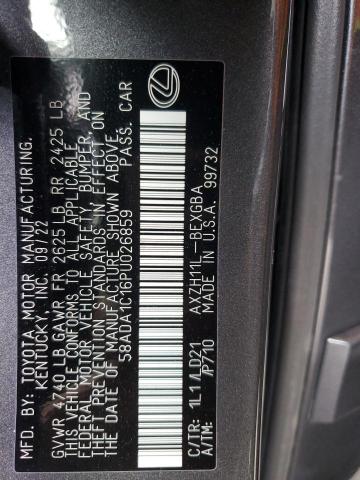 MFD. BY: TOYOTA MOTOR MANUFACTURING.
KENTUCKY, INC. 09/22
GVWR 4740 LB GAWR FR 2625 LB RR 2425 LB
THIS VEHICLE CONFORMS TO ALL APPLICABLE
FEDERAL MOTOR VEHICLE SAFETY, BUMPER, AND
THEFT PREVENTION STANDARDS IN EFFECT ON
THE DATE OF MANUFACTURE SHOWN ABOVE.
58ADA1C16PU026859 PASS. CAR
C/TR: 1L1 /LD21 AXZH11L-BEXGBA
A/TM: /P710 MADE IN U.S.A. 99732